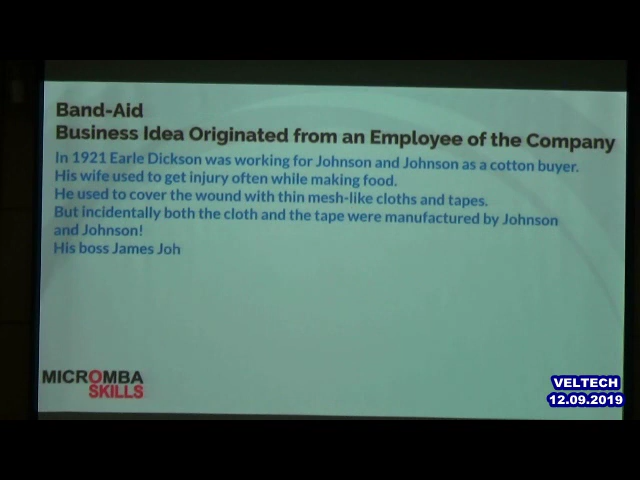 Band-Aid
Business Idea Originated from an Employee of the Company
In 1921 Earle Dickson was working for Johnson and Johnson as a cotton buyer.
His wife used to get injury often while making food.
He used to cover the wound with thin mesh-like cloths and tapes.
But incidentally both the cloth and the tape were manufactured by Johnson
and Johnson!
His boss James Joh
MICROMBA
SKILLS
VELTECH
12.09.2019